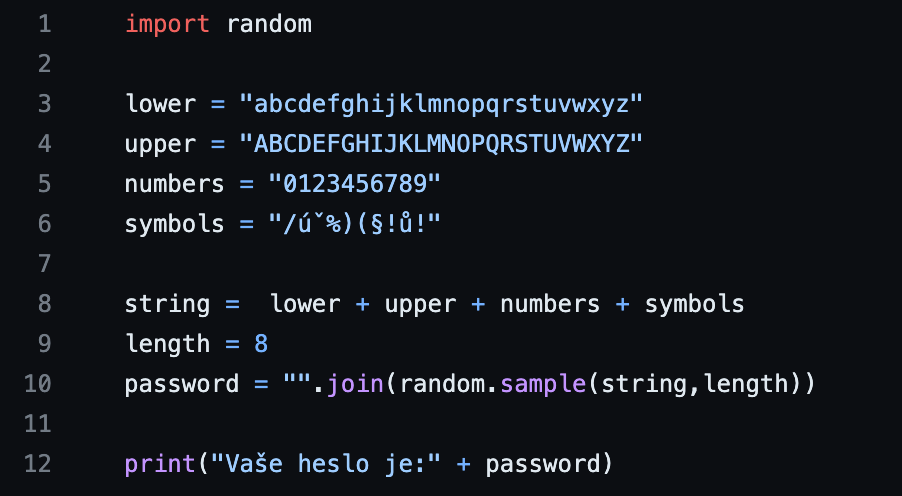 1 import random
2
3 lower = "abcdefghijklmnopqrstuvwxyz"
4 upper = "ABCDEFGHIJKLMNOPQRSTUVWXYZ"
5 numbers = "0123456789"
6 symbols = "/úˇ%)(§!ů!"
7
8 string =  lower + upper + numbers + symbols
9 length = 8
10 password = "".join(random.sample(string,length))
11
12 print("Vaše heslo je:" + password)